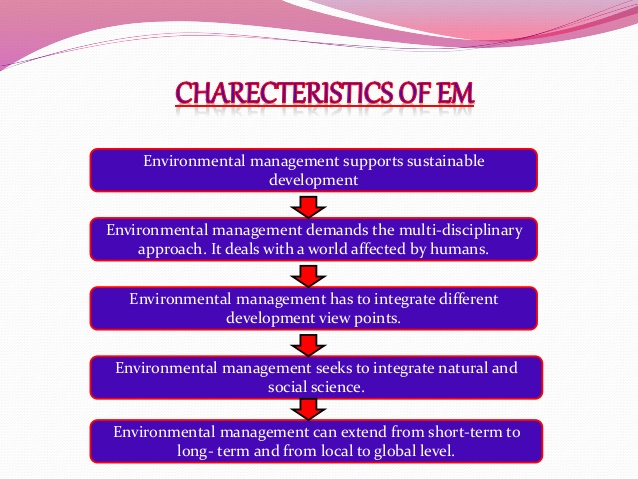 CHARECTERISTICS OF EM
Environmental management supports sustainable
development
Environmental management demands the multi-disciplinary
approach. It deals with a world affected by humans.
Environmental management has to integrate different
development view points.
Environmental management seeks to integrate natural and
social science.
Environmental management can extend from short-term to
long- term and from local to global level.